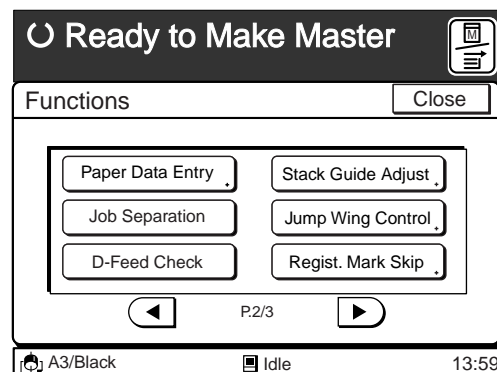 Ready to Make Master
M
Functions
Close
Paper Data Entry
Stack Guide Adjust
Job Separation
Jump Wing Control
D-Feed Check
Regist. Mark Skip
P.2/3
A3/Black
Idle
13:59